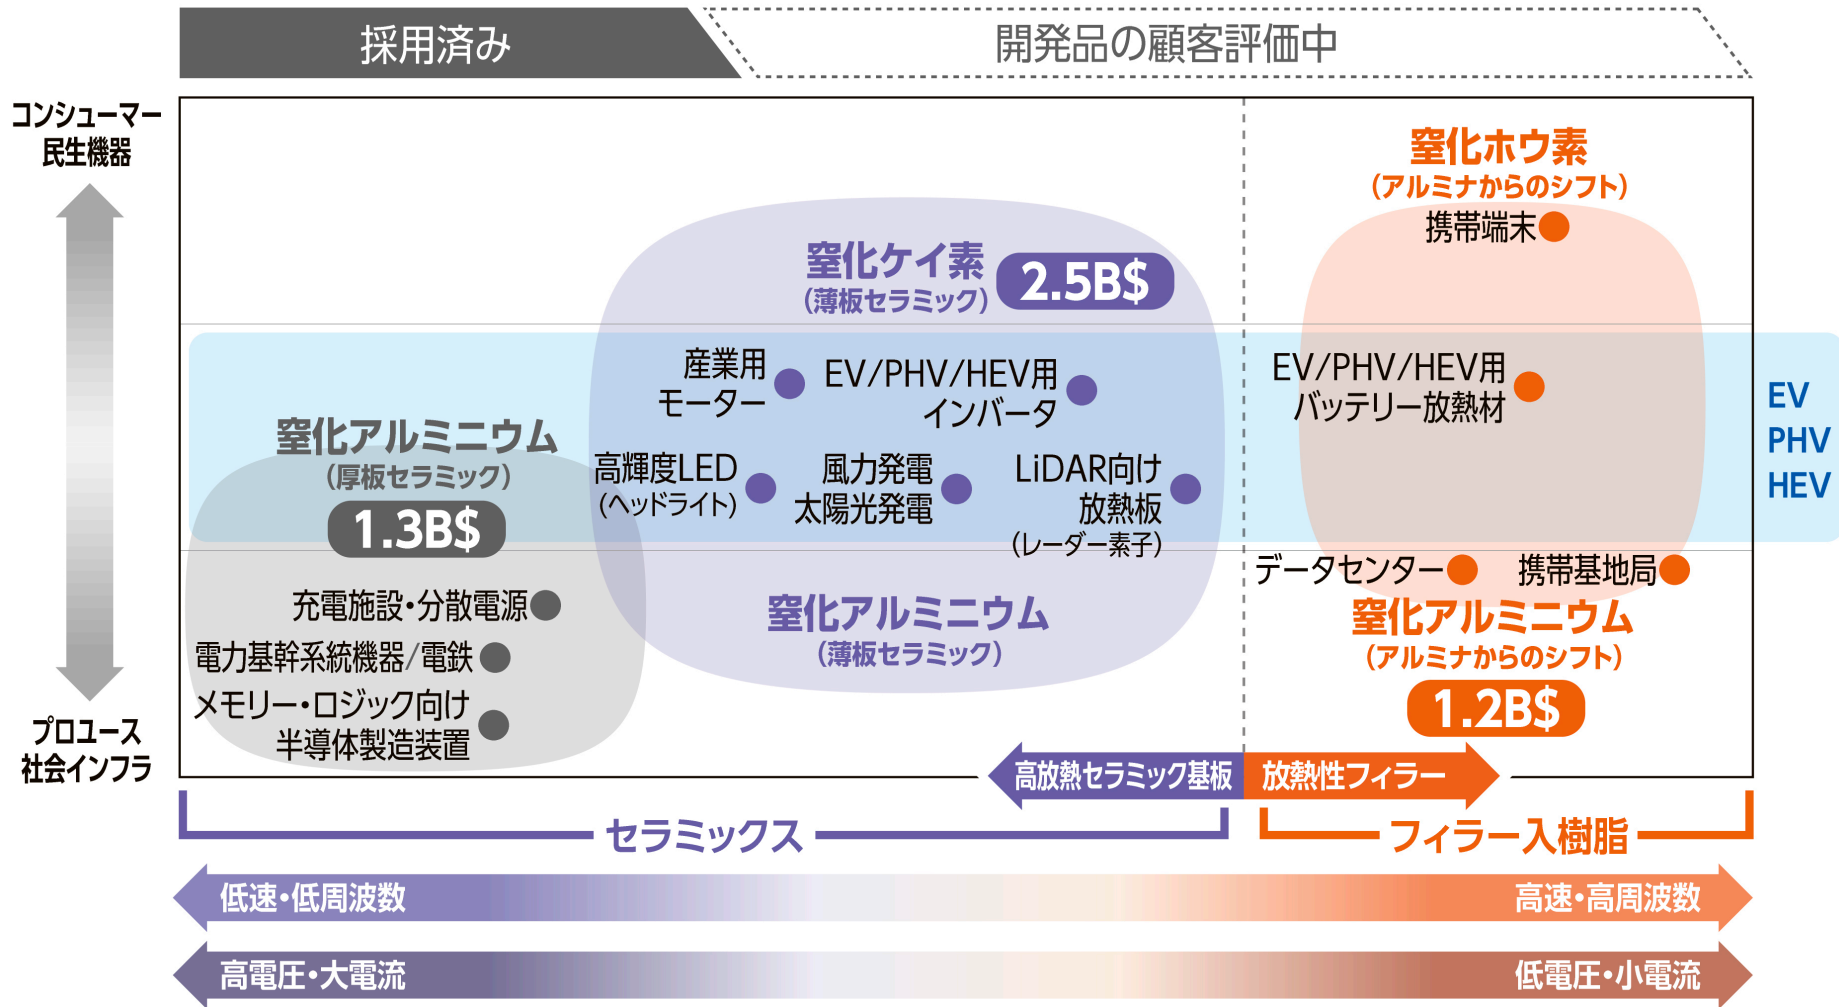 採用済み
開発品の顧客評価中
コンシューマー
民生機器
プロユース
社会インフラ
窒化ホウ素
(アルミナからのシフト)
携帯端末
窒化ケイ素
(薄板セラミック)
2.5B$
産業用
モーター
EV/PHV/HEV用
インバータ
EV/PHV/HEV用
バッテリー放熱材
EV
PHV
HEV
窒化アルミニウム
(厚板セラミック)
1.3B$
高輝度LED
(ヘッドライト)
風力発電
太陽光発電
LiDAR向け
放熱板
(レーダー素子)
データセンター
携帯基地局
充電施設・分散電源
電力基幹系統機器/電鉄
メモリー・ロジック向け
半導体製造装置
窒化アルミニウム
(薄板セラミック)
窒化アルミニウム
(アルミナからのシフト)
1.2B$
高放熱セラミック基板
放熱性フィラー
セラミックス
フィラー入樹脂
低速・低周波数
高速・高周波数
高電圧・大電流
低電圧・小電流